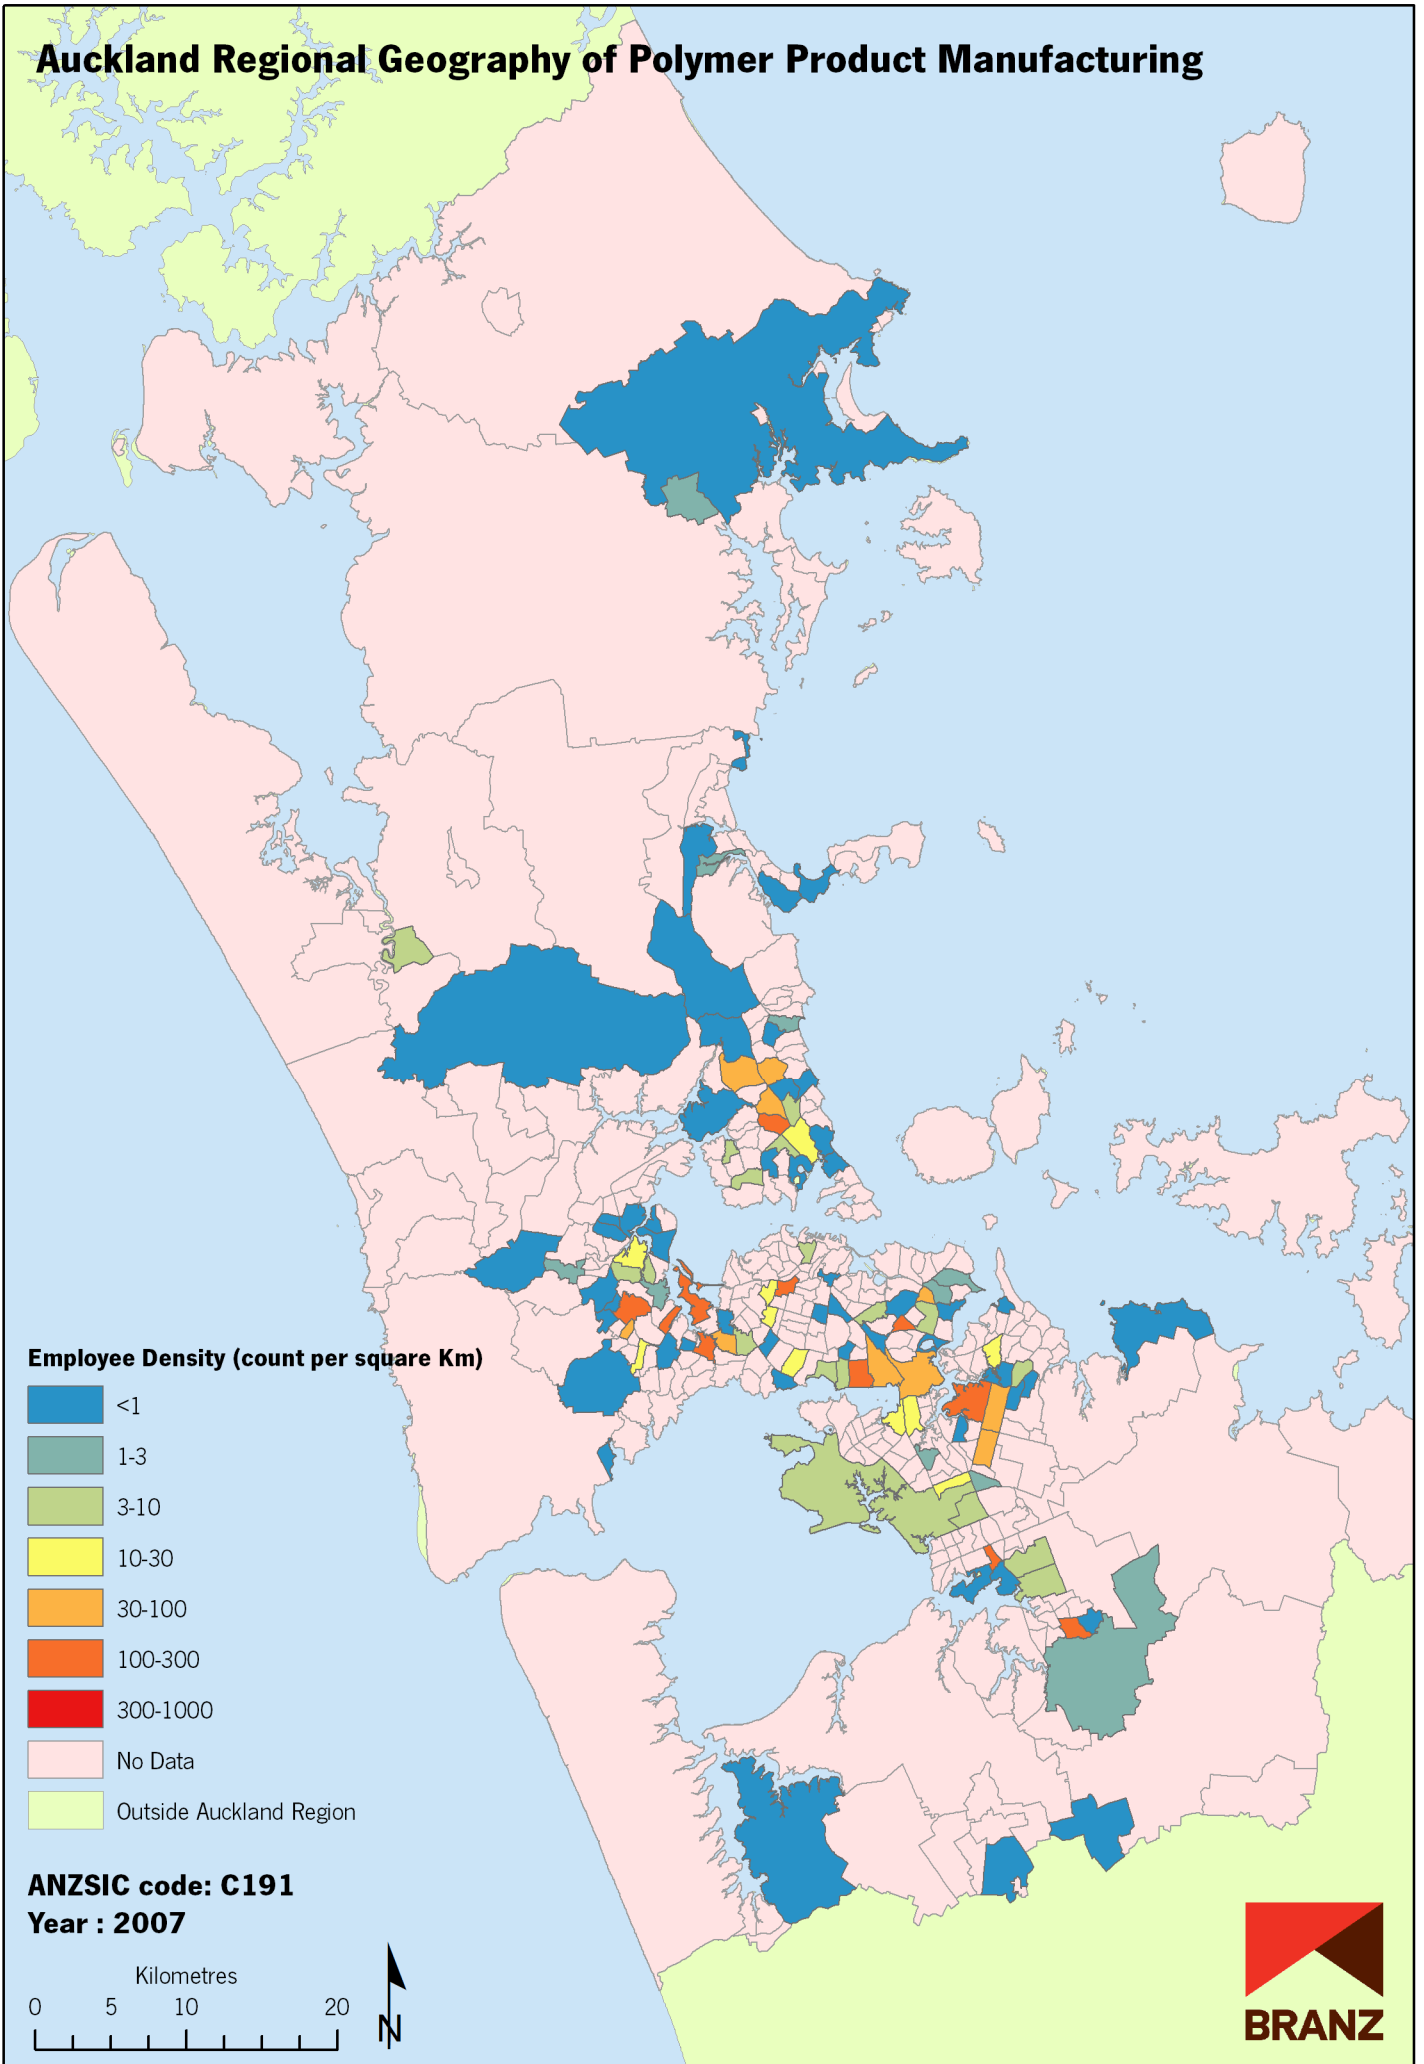 Auckland Regional Geography of Polymer Product Manufacturing
Employee Density (count per square Km)
<1
1-3
3-10
10-30
30-100
100-300
300-1000
No Data
Outside Auckland Region
ANZSIC code: C191
Year : 2007
Kilometres
0 5 10 20
N
BRANZ